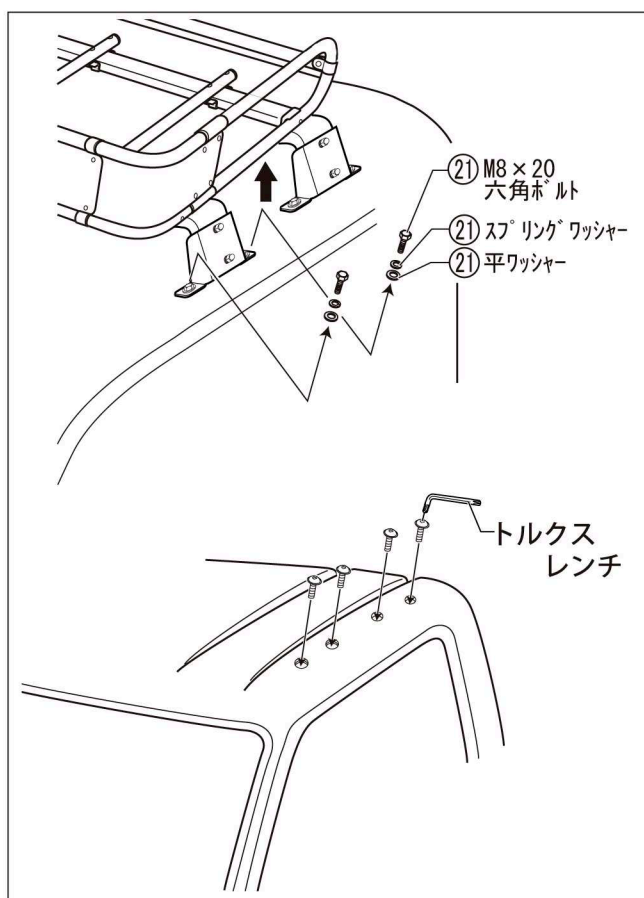 ㉑ M8×20
六角ボルト
㉑ スプリングワッシャー
㉑ 平ワッシャー
トルクス
レンチ